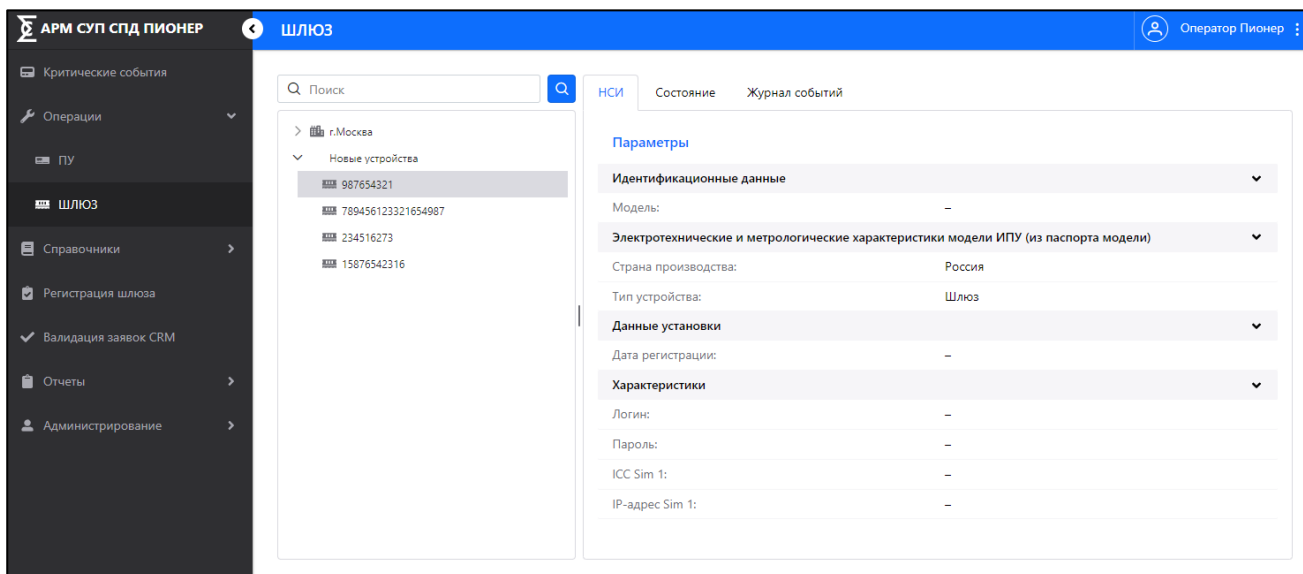 АРМ СУП СПД ПИОНЕР
ШЛЮЗ
Оператор Пионер
Критические события
Операции
ПУ
ШЛЮЗ
Справочники
Регистрация шлюза
Валидация заявок CRM
Отчеты
Администрирование
Поиск
г.Москва
Новые устройства
987654321
789456123321654987
234516273
15876542316
НСИ Состояние Журнал событий
Параметры
Идентификационные данные
Модель: –
Электротехнические и метрологические характеристики модели ИПУ (из паспорта модели)
Страна производства: Россия
Тип устройства: Шлюз
Данные установки
Дата регистрации: –
Характеристики
Логин: –
Пароль: –
ICC Sim 1: –
IP-адрес Sim 1: –